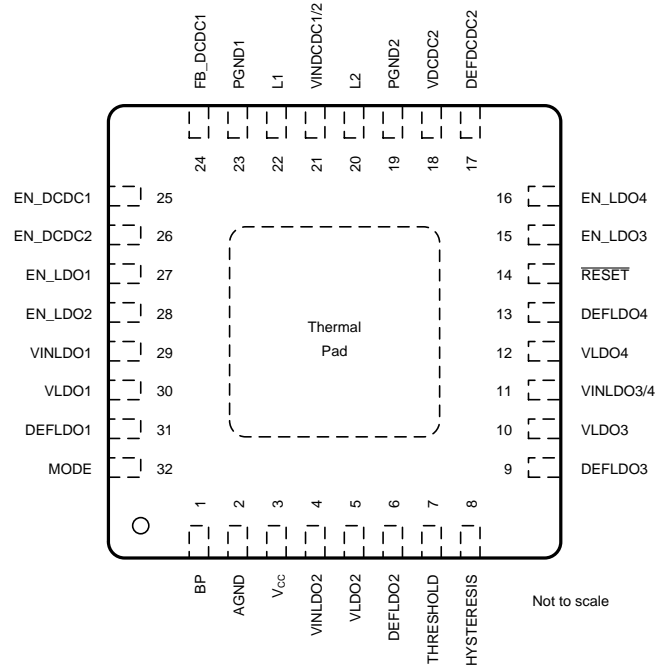 FB_DCDC1
PGND1
L1
VINDCDC1/2
L2
PGND2
VDCDC2
DEFDCDC2
24
23
22
21
20
19
18
17
EN_DCDC1 25
16 EN_LDO4
EN_DCDC2 26
15 EN_LDO3
EN_LDO1 27
14 RESET
EN_LDO2 28
13 DEFLDO4
VINLDO1 29
12 VLDO4
VLDO1 30
11 VINLDO3/4
DEFLDO1 31
10 VLDO3
MODE 32
9 DEFLDO3
Thermal
Pad
1
2
3
4
5
6
7
8
BP
AGND
Vcc
VINLDO2
VLDO2
DEFLDO2
THRESHOLD
HYSTERESIS
Not to scale